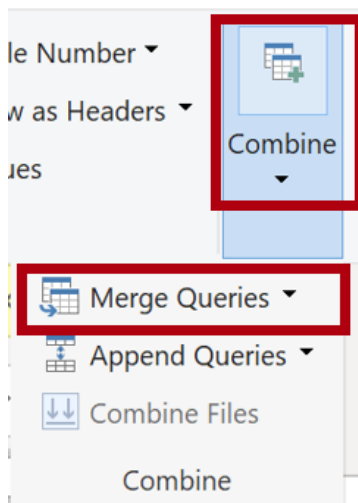 le Number
w as Headers
ues
Combine
Merge Queries
Append Queries
Combine Files
Combine